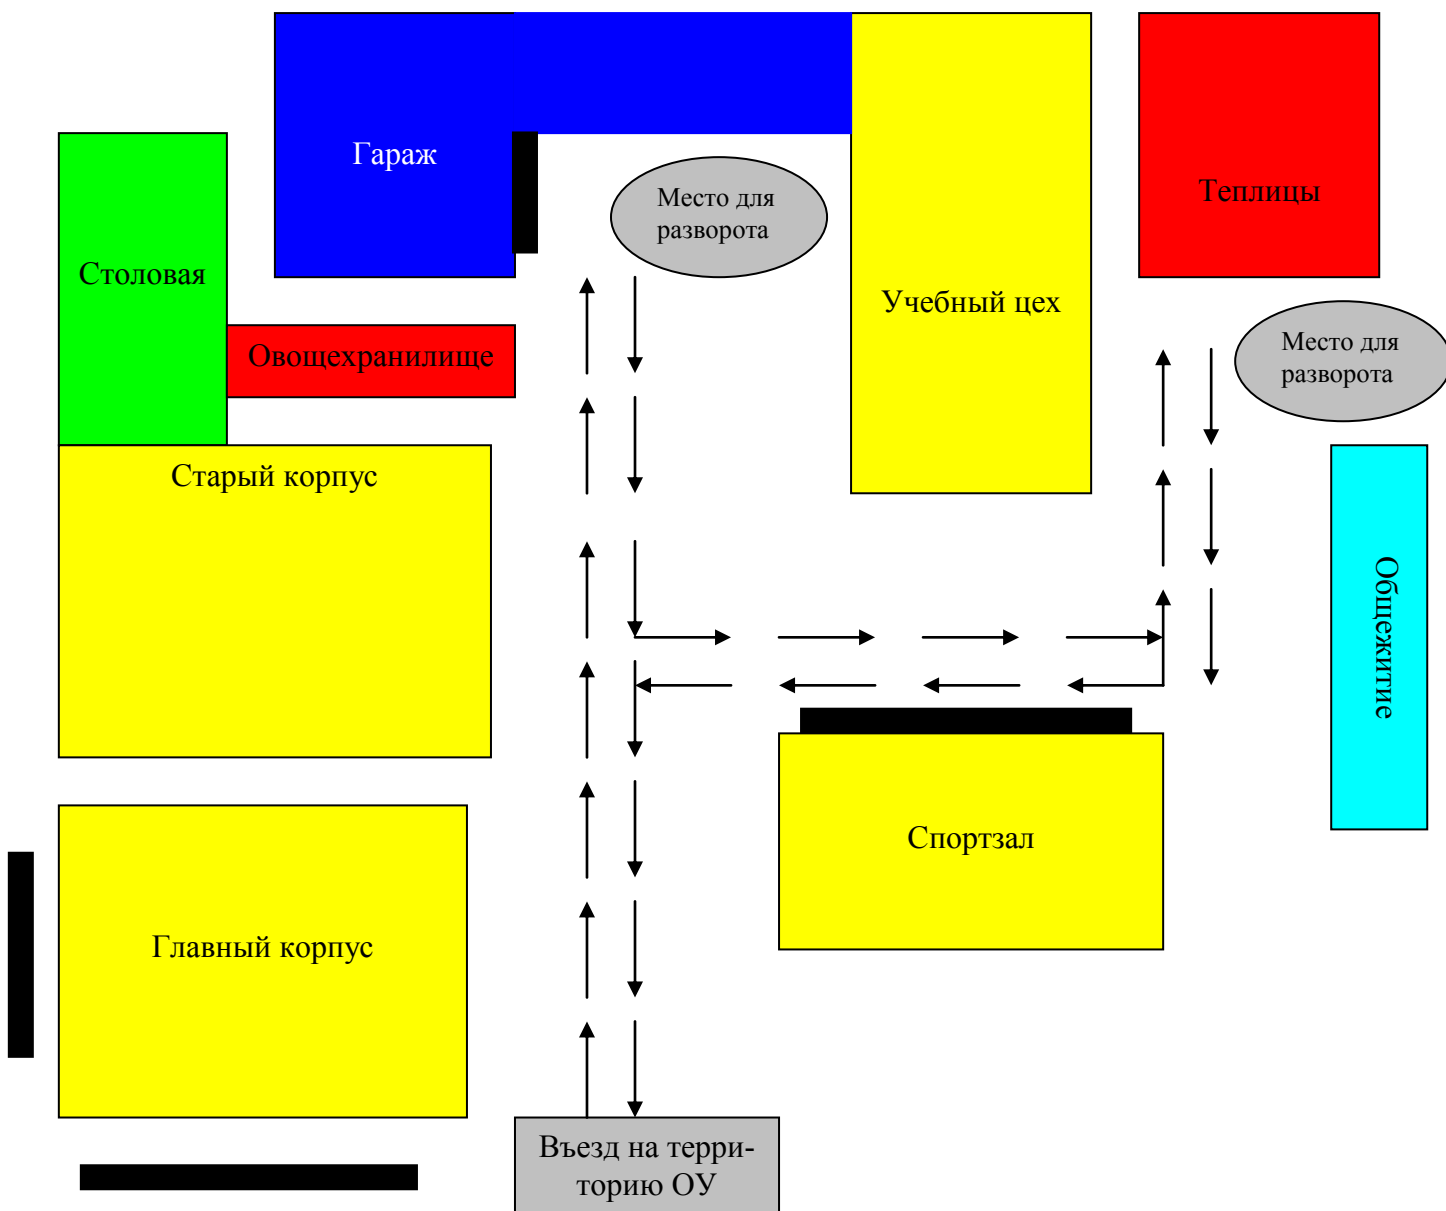 Гараж
Место для
разворота
Теплицы
Столовая
Учебный цех
Овощехранилище
Место для
разворота
Старый корпус
Общежитие
Спортзал
Главный корпус
Въезд на терри-
торию ОУ